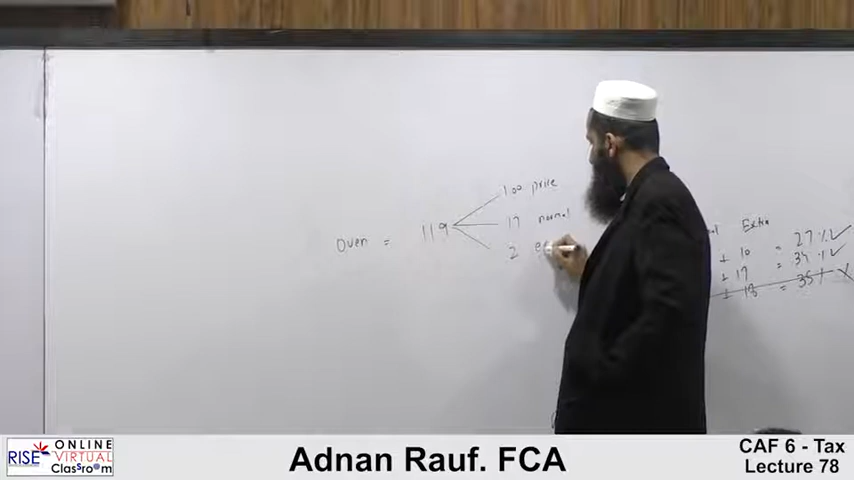 Oven = 119
100 price
17 normal
2
Extra
+ 10 = 27%
+ 17 = 34%
= 35%
RISE ONLINE VIRTUAL Classroom
Adnan Rauf. FCA
CAF 6 - Tax
Lecture 78